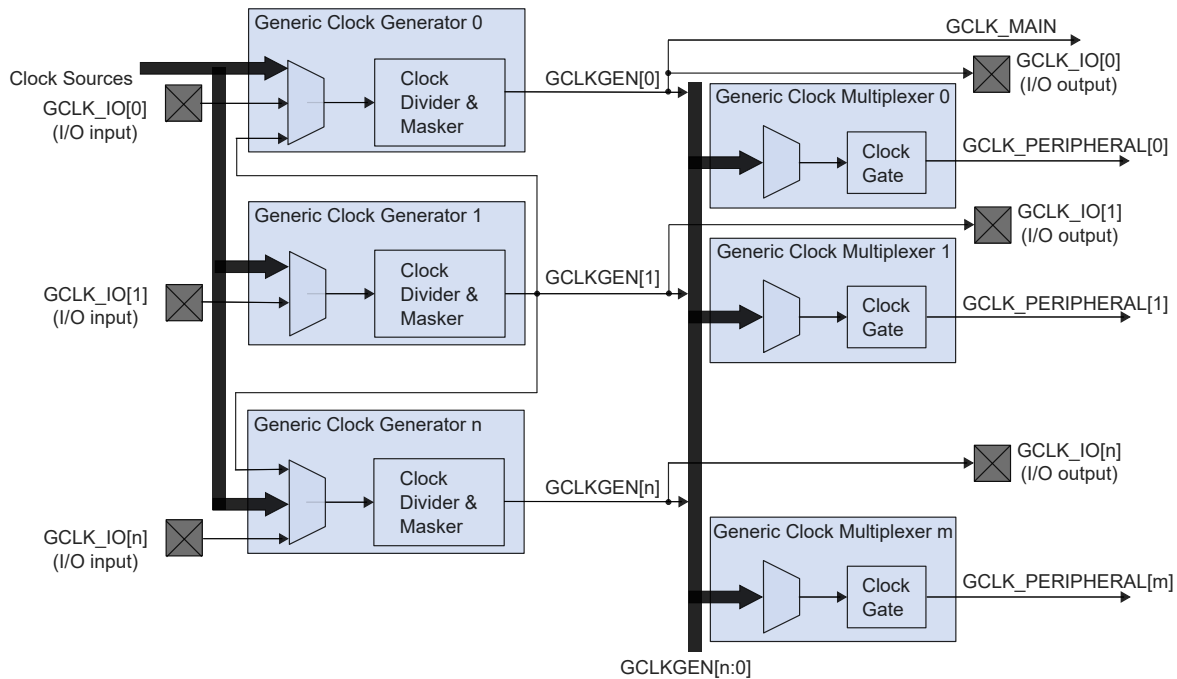 Generic Clock Generator 0
Clock Sources
GCLK_IO[0]
(I/O input)
Clock
Divider &
Masker
GCLKGEN[0]
GCLK_MAIN
GCLK_IO[0]
(I/O output)
Generic Clock Multiplexer 0
Clock
Gate
GCLK_PERIPHERAL[0]
Generic Clock Generator 1
GCLK_IO[1]
(I/O input)
Clock
Divider &
Masker
GCLKGEN[1]
GCLK_IO[1]
(I/O output)
Generic Clock Multiplexer 1
Clock
Gate
GCLK_PERIPHERAL[1]
Generic Clock Generator n
GCLK_IO[n]
(I/O input)
Clock
Divider &
Masker
GCLKGEN[n]
GCLK_IO[n]
(I/O output)
Generic Clock Multiplexer m
Clock
Gate
GCLK_PERIPHERAL[m]
GCLKGEN[n:0]